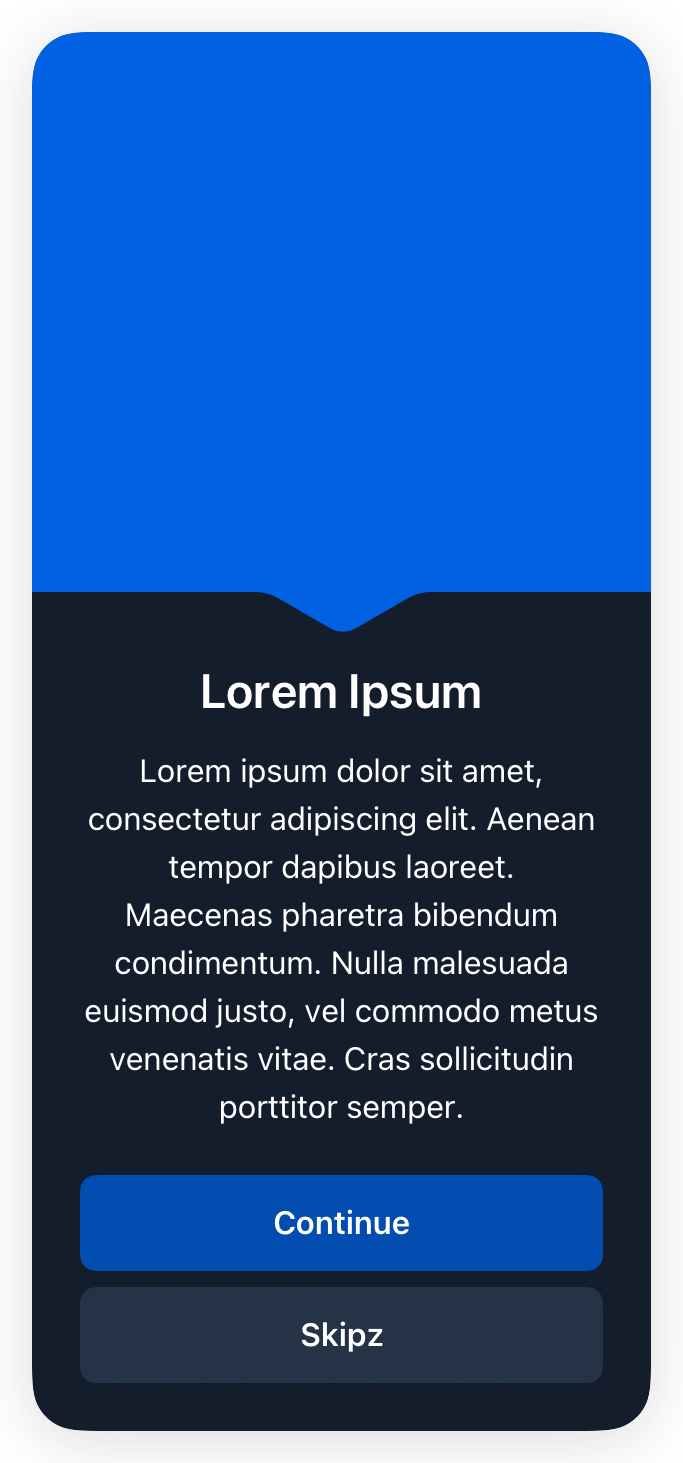 Lorem Ipsum
Lorem ipsum dolor sit amet,
consectetur adipiscing elit. Aenean
tempor dapibus laoreet.
Maecenas pharetra bibendum
condimentum. Nulla malesuada
euismod justo, vel commodo metus
venenatis vitae. Cras sollicitudin
porttitor semper.
Continue
Skipz